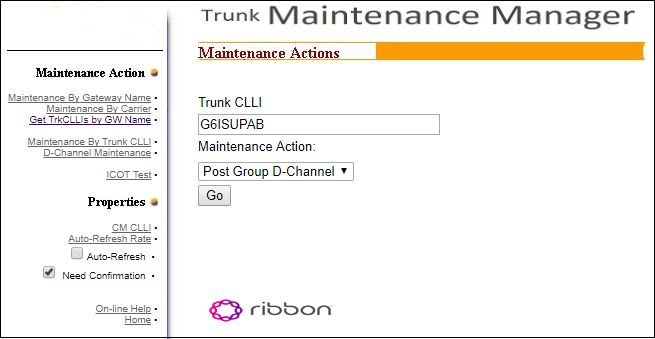 Trunk Maintenance Manager
Maintenance Action
Maintenance By Gateway Name
Maintenance By Carrier
Get TrkCLLIs by GW Name
Maintenance By Trunk CLLI
D-Channel Maintenance
ICOT Test
Properties
CM CLLI
Auto-Refresh Rate
Auto-Refresh
Need Confirmation
On-line Help
Home
Maintenance Actions
Trunk CLLI
G6ISUPAB
Maintenance Action:
Post Group D-Channel
Go
ribbon